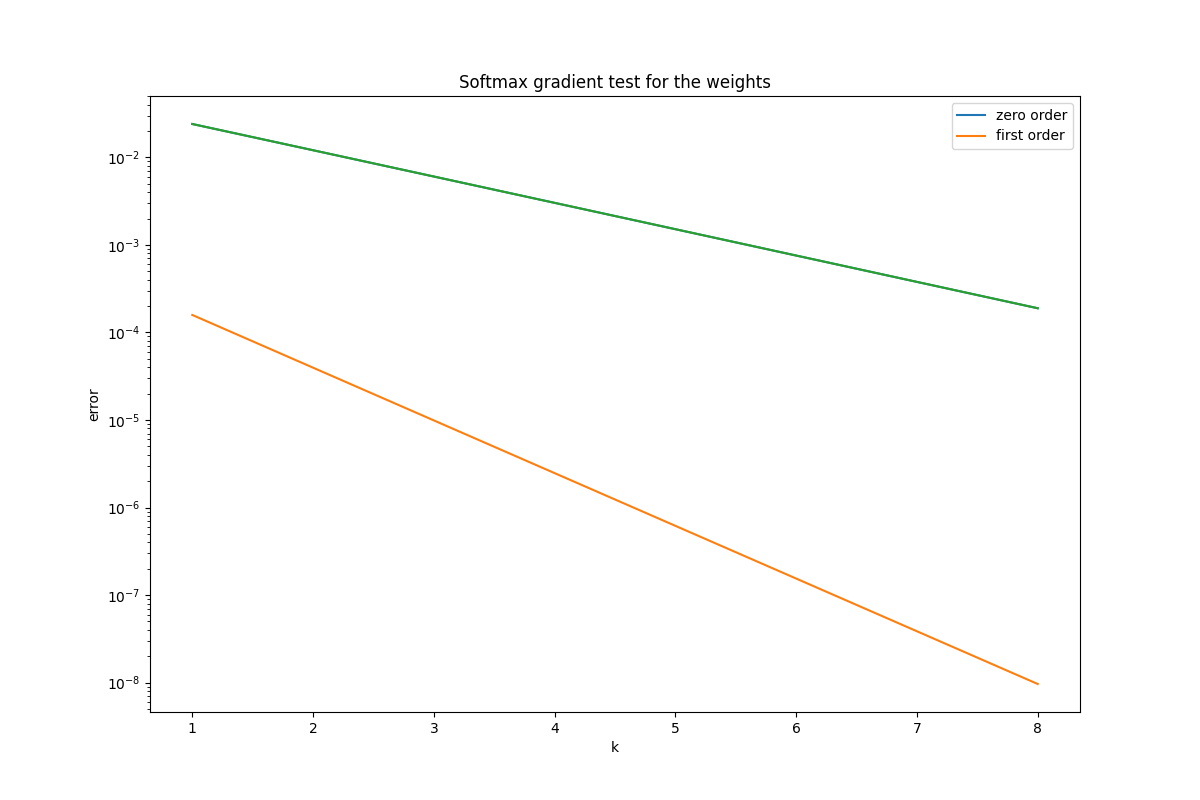 Softmax gradient test for the weights
zero order
first order
10⁻²
10⁻³
10⁻⁴
10⁻⁵
10⁻⁶
10⁻⁷
10⁻⁸
error
1 2 3 4 5 6 7 8
k